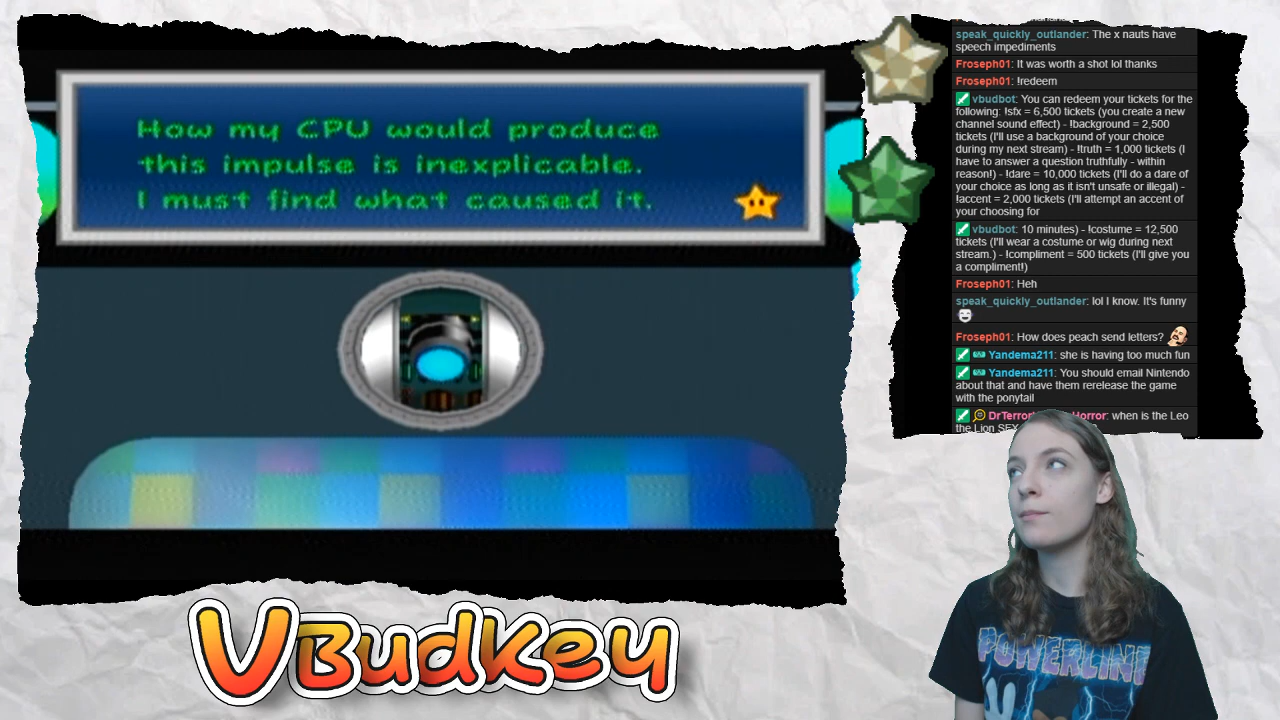 How my CPU would produce
this impulse is inexplicable.
I must find what caused it.
speak_quickly_outlander: The x nauts have
speech impediments
Froseph01: It was worth a shot lol thanks
Froseph01: !redeem
vbudbot: You can redeem your tickets for the
following: !sfx = 6,500 tickets (you create a new
channel sound effect) - !background = 2,500
tickets (I'll use a background of your choice
during my next stream) - !truth = 1,000 tickets (I
have to answer a question truthfully - within
reason!) - !dare = 10,000 tickets (I'll do a dare of
your choice as long as it isn't unsafe or illegal) -
!accent = 2,000 tickets (I'll attempt an accent of
your choosing for
vbudbot: 10 minutes) - !costume = 12,500
tickets (I'll wear a costume or wig during next
stream.) - !compliment = 500 tickets (I'll give you
a compliment!)
Froseph01: Heh
speak_quickly_outlander: lol I know. It's funny
Froseph01: How does peach send letters?
Yandema211: she is having too much fun
Yandema211: You should email Nintendo
about that and have them rerelease the game
with the ponytail
Horror: when is the Leo
the Lion SFX
VBudkey
POWERLINE